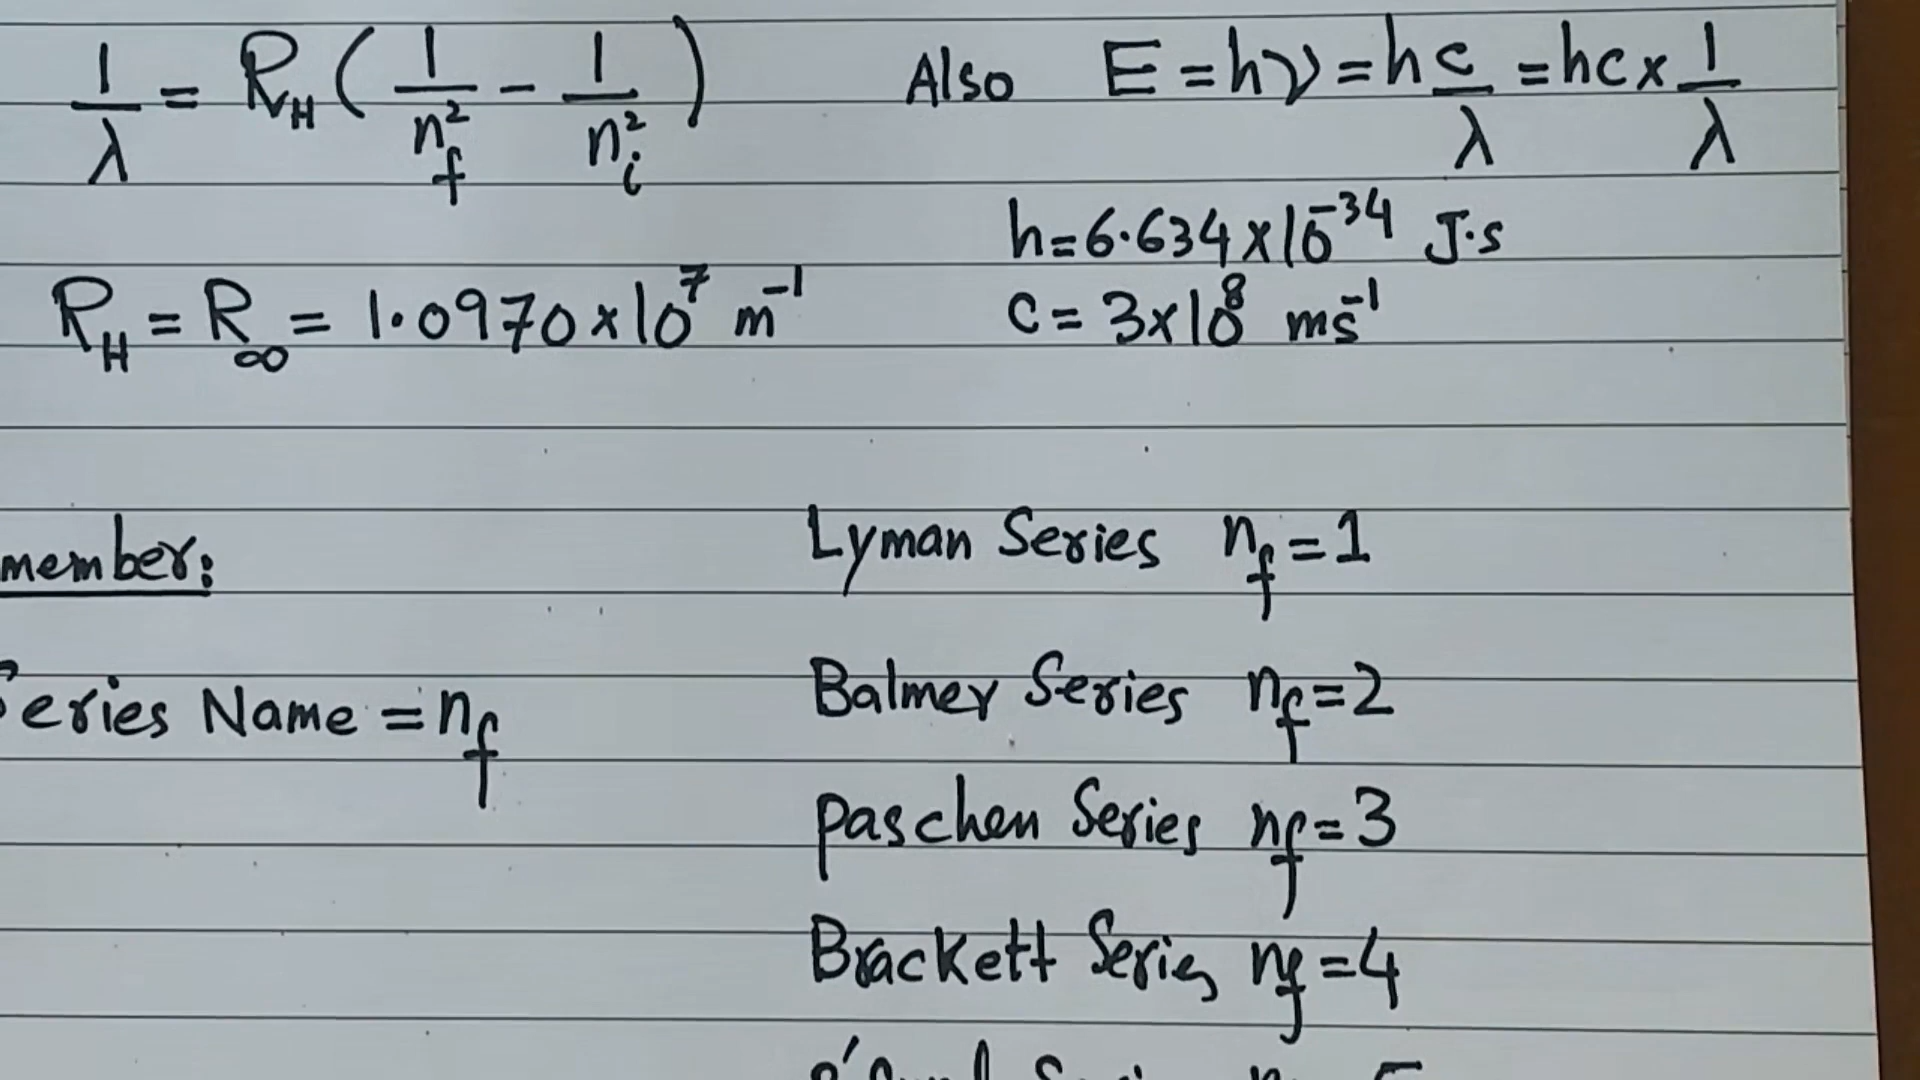 1/λ = R_H ( 1/n_f² - 1/n_i² )
Also E = hν = hc/λ = hc x 1/λ
h = 6.634 x 10⁻³⁴ J·s
R_H = R_∞ = 1.0970 x 10⁷ m⁻¹
c = 3x10⁸ ms⁻¹
member:
Lyman Series n_f = 1
Balmer Series n_f = 2
eries Name = n_f
Paschen Series n_f = 3
Brackett Series n_f = 4